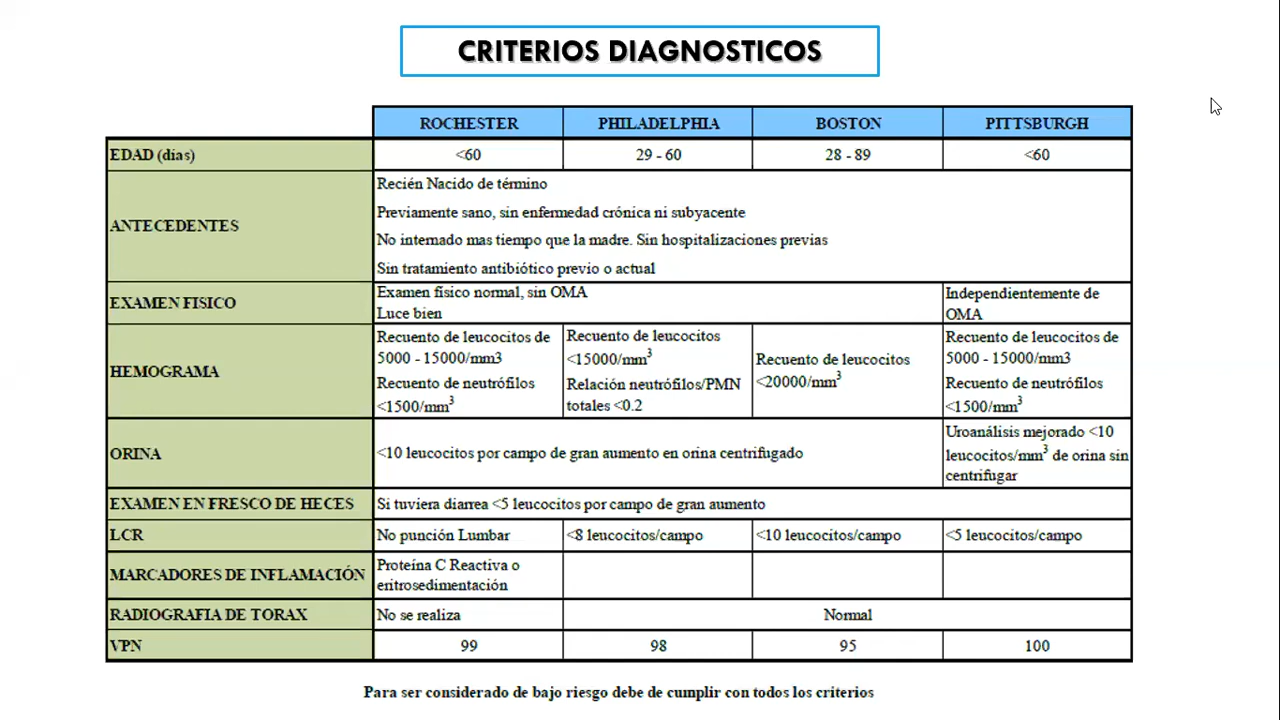 CRITERIOS DIAGNOSTICOS
ROCHESTER PHILADELPHIA BOSTON PITTSBURGH
EDAD (días) <60 29 - 60 28 - 89 <60
ANTECEDENTES
Recién Nacido de término
Previamente sano, sin enfermedad crónica ni subyacente
No internado mas tiempo que la madre. Sin hospitalizaciones previas
Sin tratamiento antibiótico previo o actual
EXAMEN FISICO
Examen físico normal, sin OMA
Luce bien
Independientemente de
OMA
HEMOGRAMA
Recuento de leucocitos de
5000 - 15000/mm3
Recuento de neutrófilos
<1500/mm³
Recuento de leucocitos
<15000/mm³
Relación neutrófilos/PMN
totales <0.2
Recuento de leucocitos
<20000/mm³
Recuento de leucocitos de
5000 - 15000/mm3
Recuento de neutrófilos
<1500/mm³
ORINA
<10 leucocitos por campo de gran aumento en orina centrifugado
Uroanálisis mejorado <10
leucocitos/mm³ de orina sin
centrifugar
EXAMEN EN FRESCO DE HECES Si tuviera diarrea <5 leucocitos por campo de gran aumento
LCR No punción Lumbar <8 leucocitos/campo <10 leucocitos/campo <5 leucocitos/campo
MARCADORES DE INFLAMACIÓN
Proteína C Reactiva o
eritrosedimentación
RADIOGRAFIA DE TORAX No se realiza Normal
VPN 99 98 95 100
Para ser considerado de bajo riesgo debe de cumplir con todos los criterios